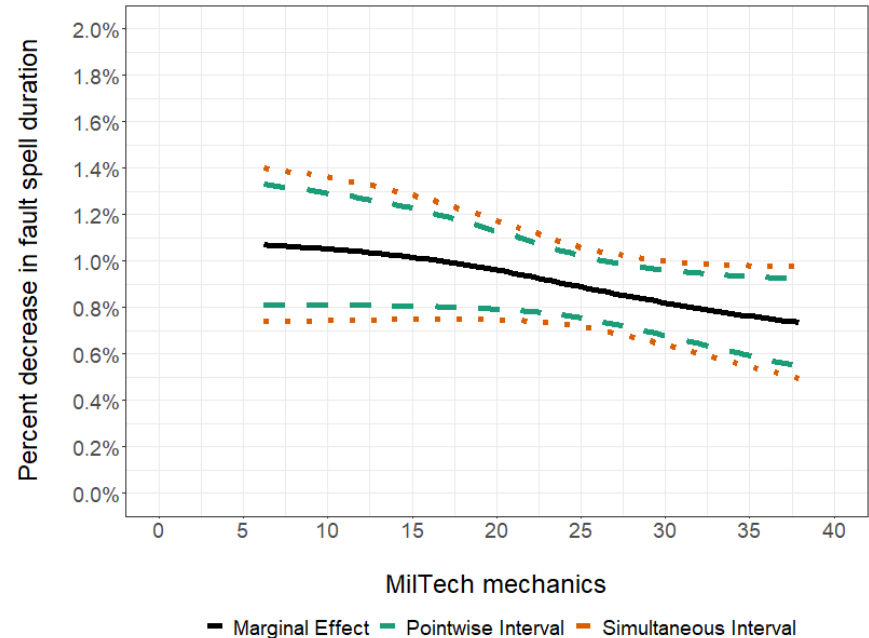 Percent decrease in fault spell duration
2.0%
1.8%
1.6%
1.4%
1.2%
1.0%
0.8%
0.6%
0.4%
0.2%
0.0%
0 5 10 15 20 25 30 35 40
MilTech mechanics
Marginal Effect Pointwise Interval Simultaneous Interval